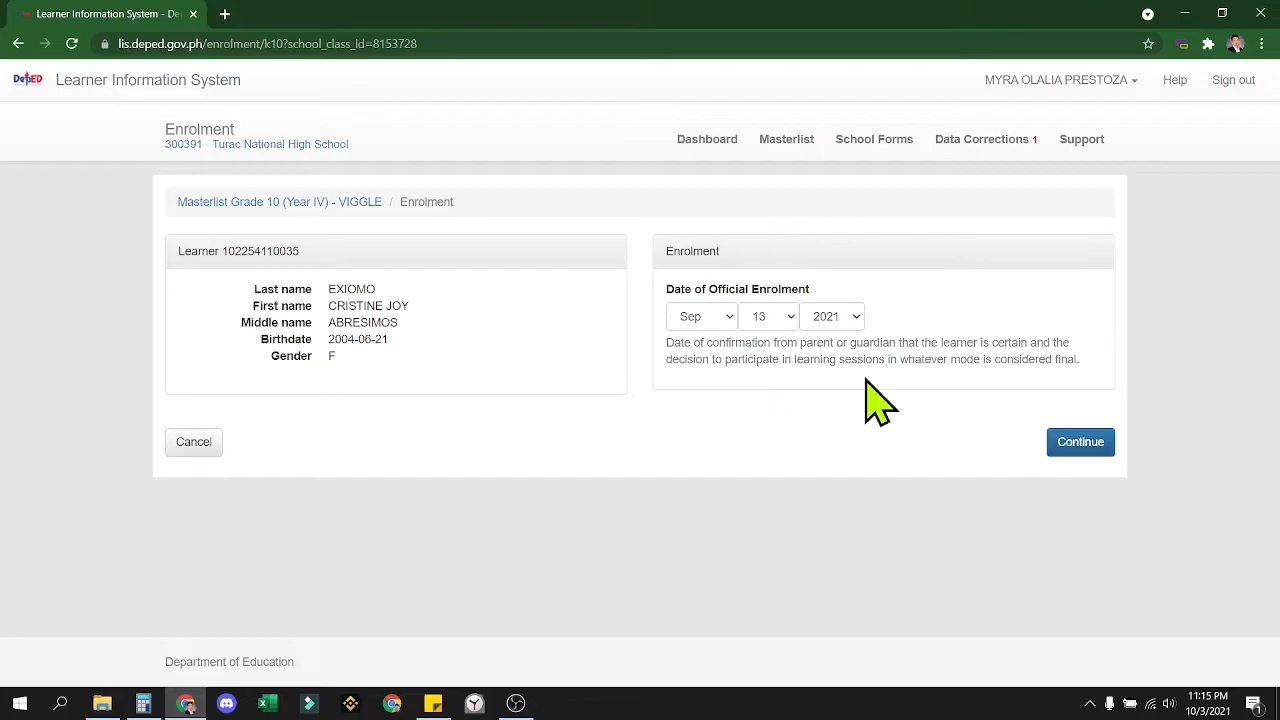 Learner Information System - De
lis.deped.gov.ph/enrolment/k10?school_class_id=8153728
DepED Learner Information System
MYRA OLALIA PRESTOZA Help Sign out
Enrolment
300391 - Turac National High School
Dashboard Masterlist School Forms Data Corrections 1 Support
Masterlist Grade 10 (Year IV) - VIGGLE / Enrolment
Learner 102254110035
Last name EXIOMO
First name CRISTINE JOY
Middle name ABRESIMOS
Birthdate 2004-06-21
Gender F
Enrolment
Date of Official Enrolment
Sep 13 2021
Date of confirmation from parent or guardian that the learner is certain and the
decision to participate in learning sessions in whatever mode is considered final.
Cancel Continue
Department of Education
11:15 PM
10/3/2021